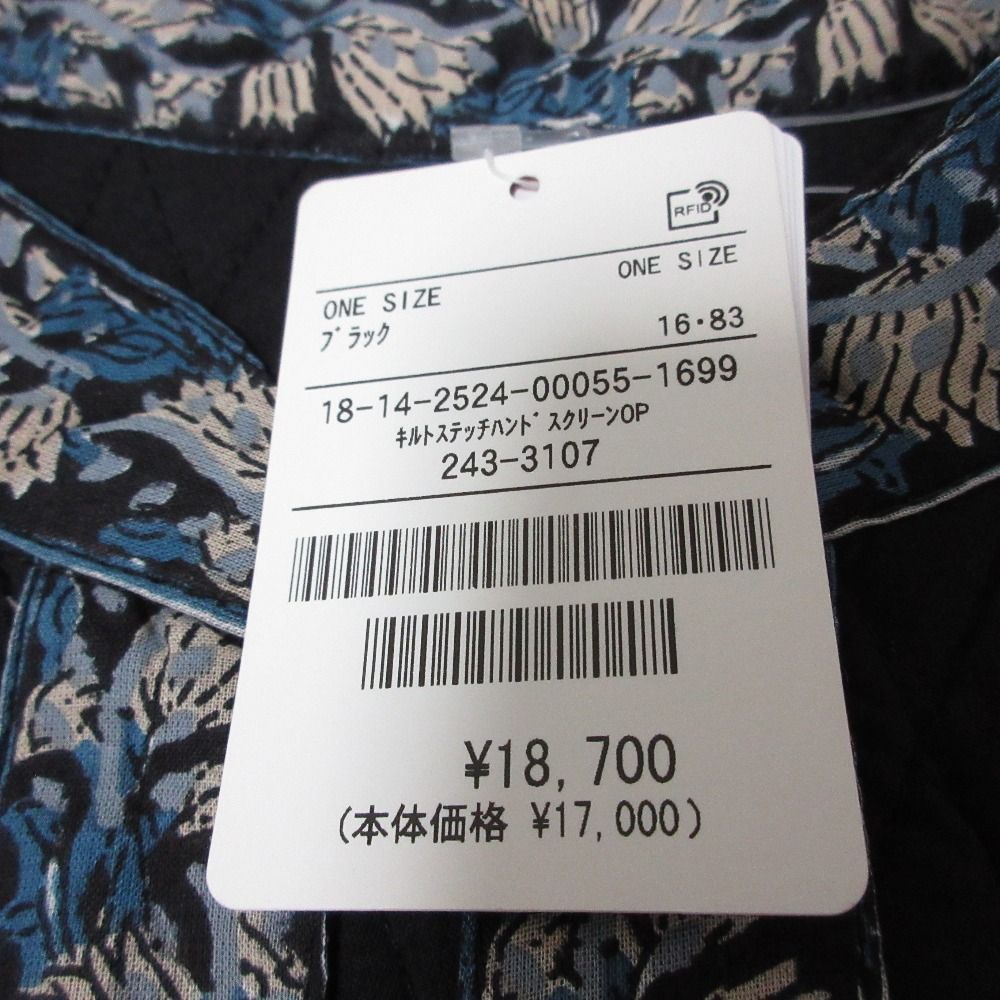 RFID
ONE SIZE
ONE SIZE
ﾌﾞﾗｯｸ
16・83
18-14-2524-00055-1699
ｷﾙﾄｽﾃｯﾁﾊﾝﾄﾞｽｸﾘｰﾝOP
243-3107
¥18,700
(本体価格 ¥17,000)